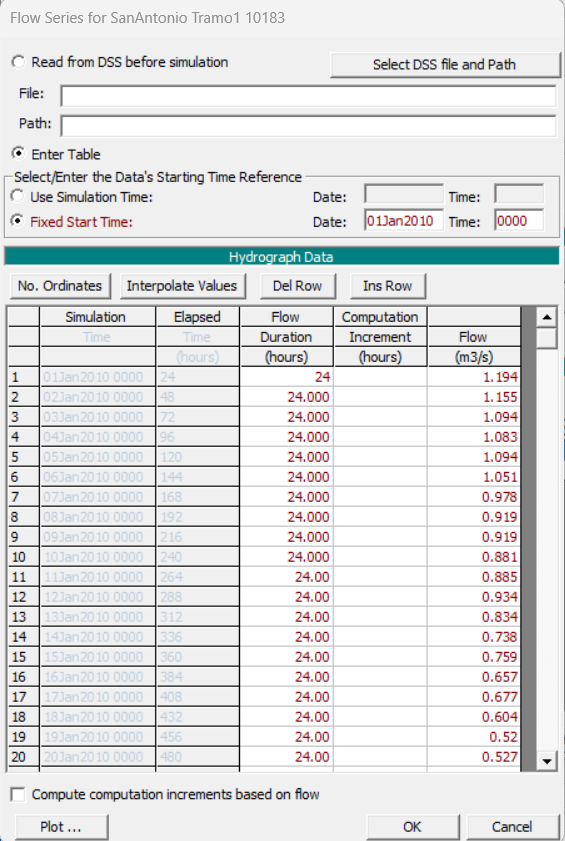 Flow Series for SanAntonio Tramo1 10183
Read from DSS before simulation
Select DSS file and Path
File:
Path:
Enter Table
Select/Enter the Data's Starting Time Reference
Use Simulation Time: Date: Time:
Fixed Start Time: Date: 01Jan2010 Time: 0000
Hydrograph Data
No. Ordinates Interpolate Values Del Row Ins Row
Simulation Elapsed Flow Computation
Time Time Duration Increment Flow
(hours) (hours) (hours) (m3/s)
1 01Jan2010 0000 24 24 1.194
2 02Jan2010 0000 48 24.000 1.155
3 03Jan2010 0000 72 24.000 1.094
4 04Jan2010 0000 96 24.000 1.083
5 05Jan2010 0000 120 24.000 1.094
6 06Jan2010 0000 144 24.000 1.051
7 07Jan2010 0000 168 24.000 0.978
8 08Jan2010 0000 192 24.000 0.919
9 09Jan2010 0000 216 24.000 0.919
10 10Jan2010 0000 240 24.000 0.881
11 11Jan2010 0000 264 24.00 0.885
12 12Jan2010 0000 288 24.00 0.934
13 13Jan2010 0000 312 24.00 0.834
14 14Jan2010 0000 336 24.00 0.738
15 15Jan2010 0000 360 24.00 0.759
16 16Jan2010 0000 384 24.00 0.657
17 17Jan2010 0000 408 24.00 0.677
18 18Jan2010 0000 432 24.00 0.604
19 19Jan2010 0000 456 24.00 0.52
20 20Jan2010 0000 480 24.00 0.527
Compute computation increments based on flow
Plot ... OK Cancel